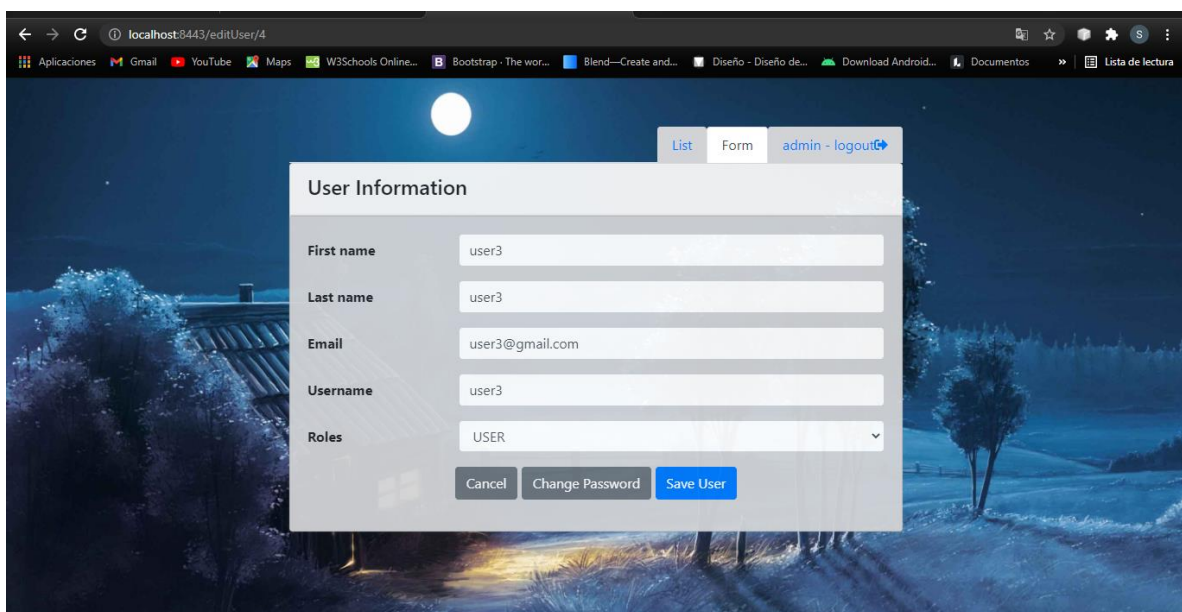 localhost:8443/editUser/4
S
Aplicaciones Gmail YouTube Maps W3Schools Online... B Bootstrap · The wor... Blend—Create and... Diseño - Diseño de... Download Android... Documentos » Lista de lectura
List Form admin - logout
User Information
First name user3
Last name user3
Email user3@gmail.com
Username user3
Roles USER
Cancel Change Password Save User